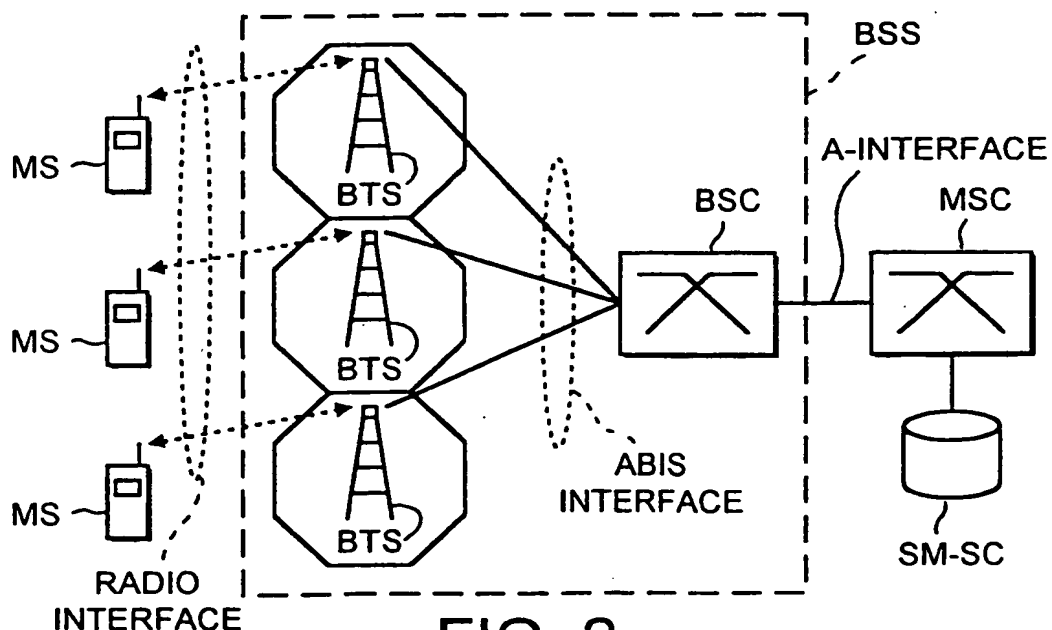 BSS
A-INTERFACE
MS
BTS
BSC
MSC
MS
BTS
ABIS
INTERFACE
MS
BTS
SM-SC
RADIO
INTERFACE